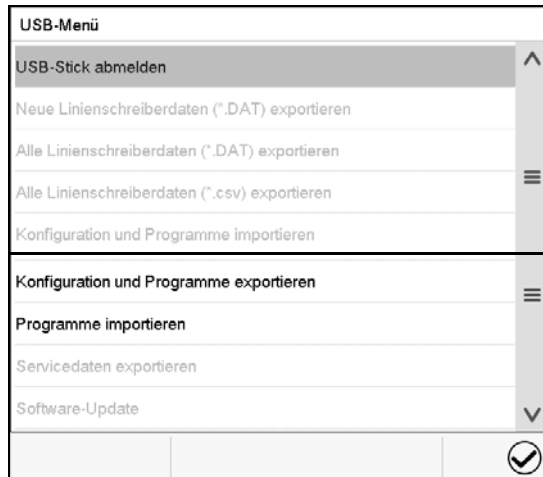 USB-Menü
USB-Stick abmelden
Neue Linienschreiberdaten (*.DAT) exportieren
Alle Linienschreiberdaten (*.DAT) exportieren
Alle Linienschreiberdaten (*.csv) exportieren
Konfiguration und Programme importieren
Konfiguration und Programme exportieren
Programme importieren
Servicedaten exportieren
Software-Update